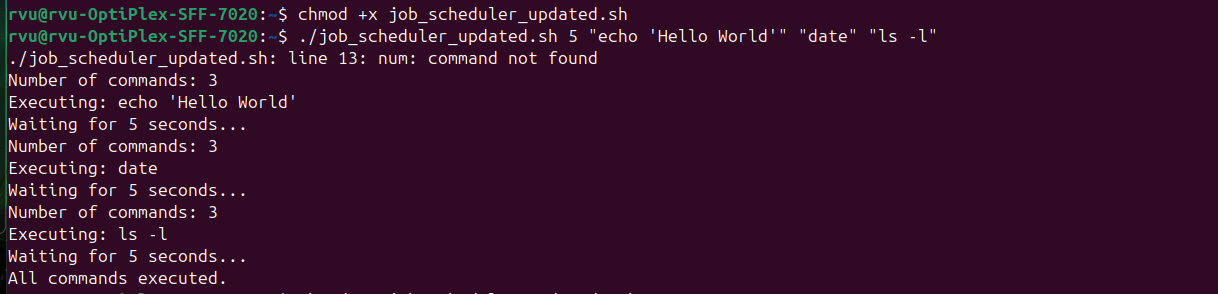 rvu@rvu-OptiPlex-SFF-7020:~$ chmod +x job_scheduler_updated.sh
rvu@rvu-OptiPlex-SFF-7020:~$ ./job_scheduler_updated.sh 5 "echo 'Hello World'" "date" "ls -l"
./job_scheduler_updated.sh: line 13: num: command not found
Number of commands: 3
Executing: echo 'Hello World'
Waiting for 5 seconds...
Number of commands: 3
Executing: date
Waiting for 5 seconds...
Number of commands: 3
Executing: ls -l
Waiting for 5 seconds...
All commands executed.